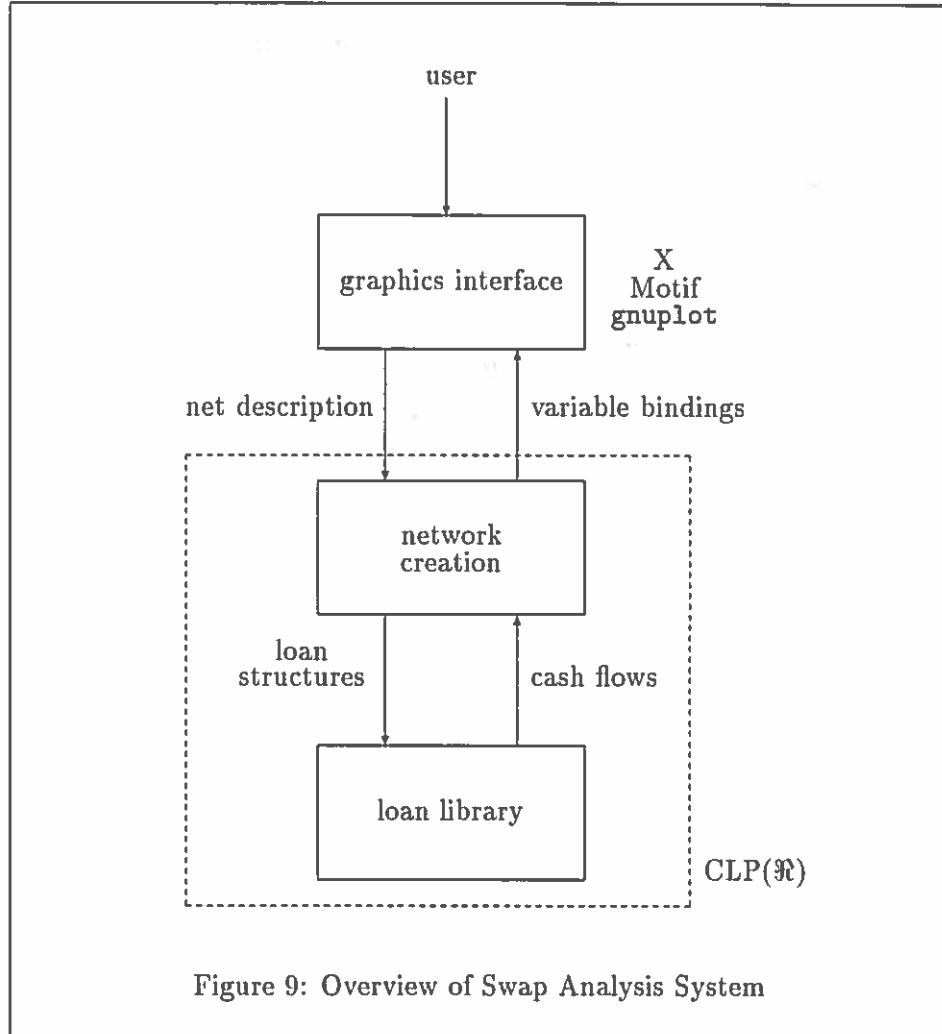 user
graphics interface
X
Motif
gnuplot
net description
variable bindings
network
creation
loan
structures
cash flows
loan library
CLP(ℜ)
Figure 9: Overview of Swap Analysis System